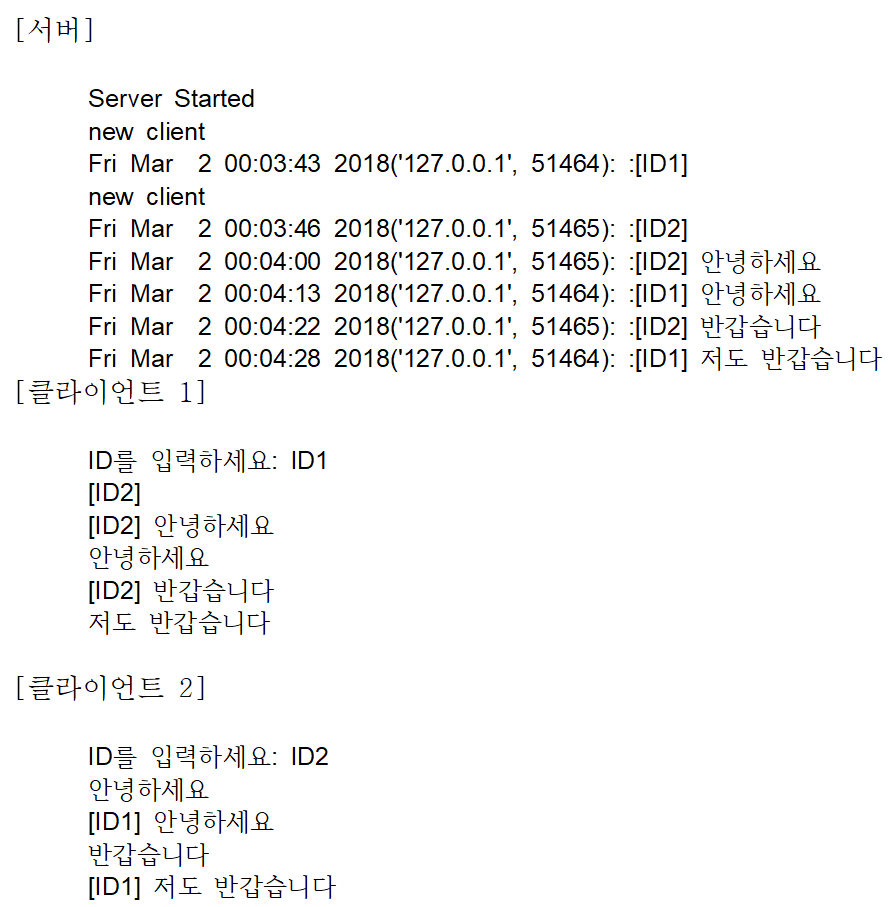 [서버]
Server Started
new client
Fri Mar  2 00:03:43 2018('127.0.0.1', 51464): :[ID1]
new client
Fri Mar  2 00:03:46 2018('127.0.0.1', 51465): :[ID2]
Fri Mar  2 00:04:00 2018('127.0.0.1', 51465): :[ID2] 안녕하세요
Fri Mar  2 00:04:13 2018('127.0.0.1', 51464): :[ID1] 안녕하세요
Fri Mar  2 00:04:22 2018('127.0.0.1', 51465): :[ID2] 반갑습니다
Fri Mar  2 00:04:28 2018('127.0.0.1', 51464): :[ID1] 저도 반갑습니다
[클라이언트 1]
ID를 입력하세요: ID1
[ID2]
[ID2] 안녕하세요
안녕하세요
[ID2] 반갑습니다
저도 반갑습니다
[클라이언트 2]
ID를 입력하세요: ID2
안녕하세요
[ID1] 안녕하세요
반갑습니다
[ID1] 저도 반갑습니다